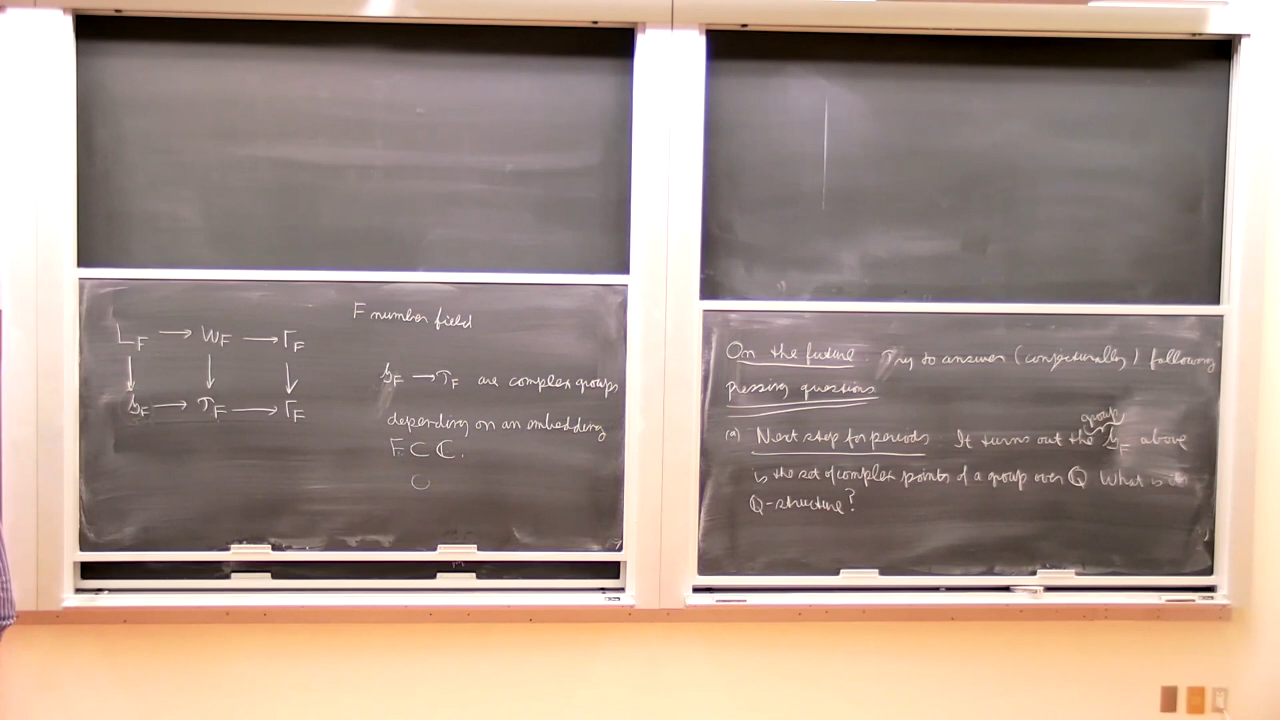 F number field
L_F → W_F → Γ_F
↓ ↓ ↓
𝒢_F → 𝒯_F → Γ_F
𝒢_F → 𝒯_F are complex groups
depending on an embedding
F ⊂ ℂ.
On the future. Try to answer (conjecturally) following
pressing questions
(a) Next step for periods. It turns out the group 𝒢_F above
is the set of complex points of a group over ℚ What is its
ℚ-structure?